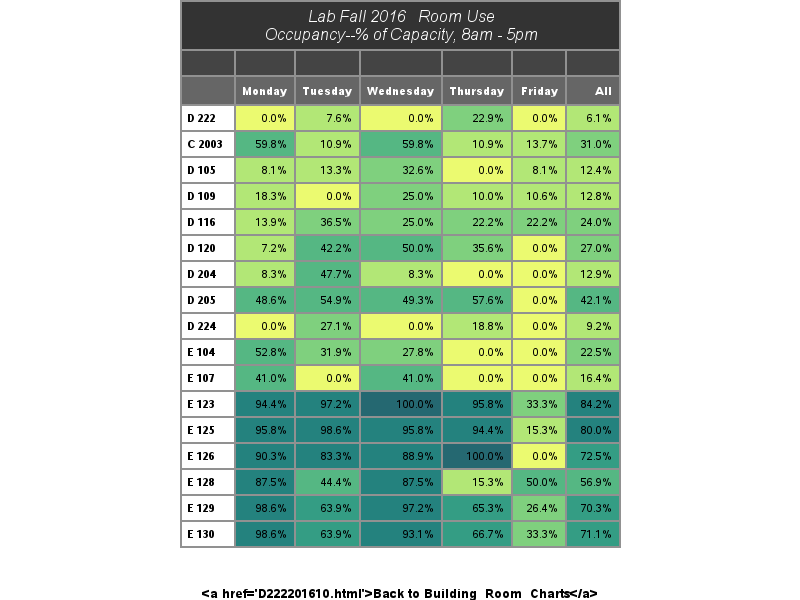 Lab Fall 2016   Room Use
Occupancy--% of Capacity, 8am - 5pm
Monday Tuesday Wednesday Thursday Friday All
D 222 0.0% 7.6% 0.0% 22.9% 0.0% 6.1%
C 2003 59.8% 10.9% 59.8% 10.9% 13.7% 31.0%
D 105 8.1% 13.3% 32.6% 0.0% 8.1% 12.4%
D 109 18.3% 0.0% 25.0% 10.0% 10.6% 12.8%
D 116 13.9% 36.5% 25.0% 22.2% 22.2% 24.0%
D 120 7.2% 42.2% 50.0% 35.6% 0.0% 27.0%
D 204 8.3% 47.7% 8.3% 0.0% 0.0% 12.9%
D 205 48.6% 54.9% 49.3% 57.6% 0.0% 42.1%
D 224 0.0% 27.1% 0.0% 18.8% 0.0% 9.2%
E 104 52.8% 31.9% 27.8% 0.0% 0.0% 22.5%
E 107 41.0% 0.0% 41.0% 0.0% 0.0% 16.4%
E 123 94.4% 97.2% 100.0% 95.8% 33.3% 84.2%
E 125 95.8% 98.6% 95.8% 94.4% 15.3% 80.0%
E 126 90.3% 83.3% 88.9% 100.0% 0.0% 72.5%
E 128 87.5% 44.4% 87.5% 15.3% 50.0% 56.9%
E 129 98.6% 63.9% 97.2% 65.3% 26.4% 70.3%
E 130 98.6% 63.9% 93.1% 66.7% 33.3% 71.1%
<a href='D222201610.html'>Back to Building_Room_Charts</a>